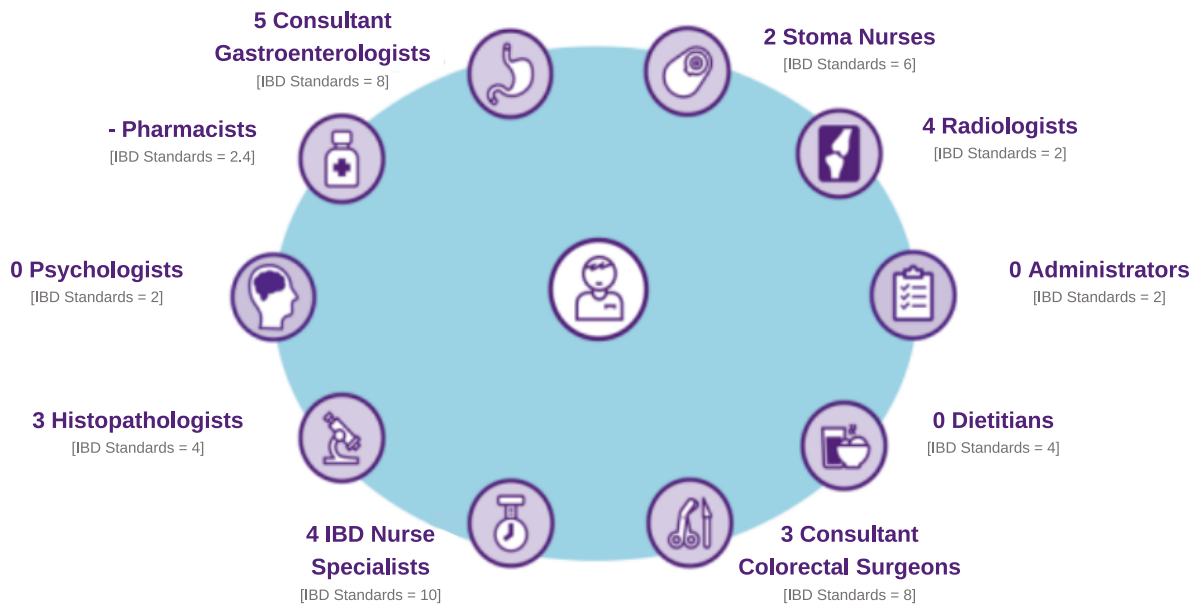 5 Consultant
Gastroenterologists
[IBD Standards = 8]
2 Stoma Nurses
[IBD Standards = 6]
- Pharmacists
[IBD Standards = 2.4]
4 Radiologists
[IBD Standards = 2]
0 Psychologists
[IBD Standards = 2]
0 Administrators
[IBD Standards = 2]
3 Histopathologists
[IBD Standards = 4]
0 Dietitians
[IBD Standards = 4]
4 IBD Nurse
Specialists
[IBD Standards = 10]
3 Consultant
Colorectal Surgeons
[IBD Standards = 8]